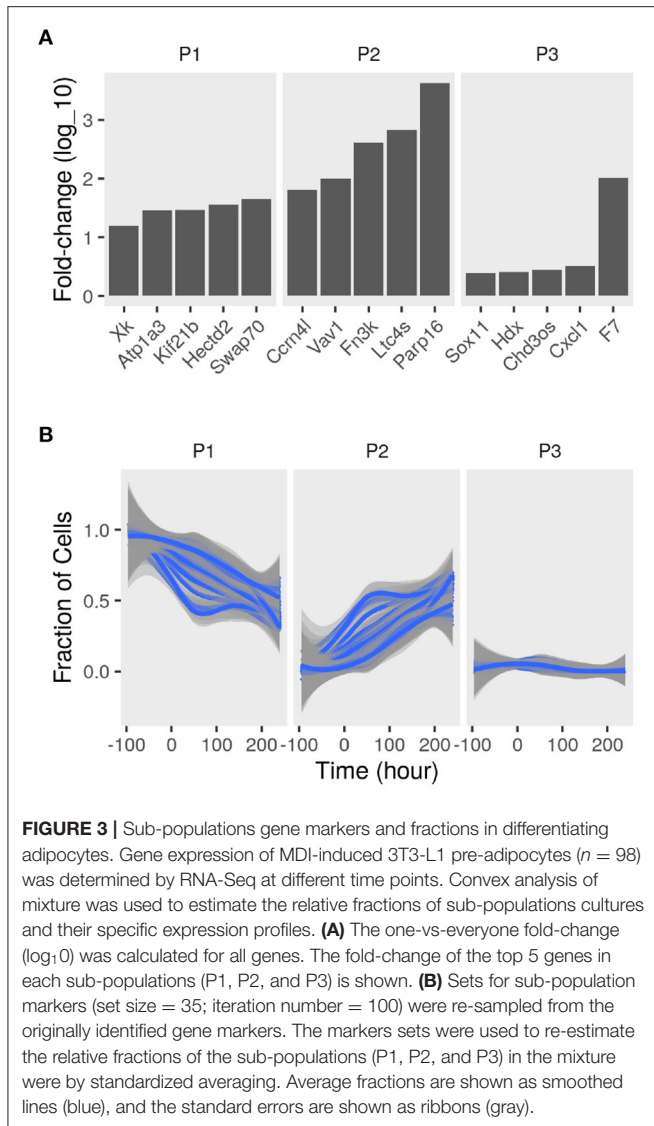 A
P1 P2 P3
Fold-change (log_10)
3
2
1
0
Xk Atp1a3 Kif21b Hectd2 Swap70 Ccrn4l Vav1 Fn3k Ltc4s Parp16 Sox11 Hdx Chd3os Cxcl1 F7
B
P1 P2 P3
Fraction of Cells
1.0
0.5
0.0
-100 0 100 200 -100 0 100 200 -100 0 100 200
Time (hour)
FIGURE 3 | Sub-populations gene markers and fractions in differentiating
adipocytes. Gene expression of MDI-induced 3T3-L1 pre-adipocytes (n = 98)
was determined by RNA-Seq at different time points. Convex analysis of
mixture was used to estimate the relative fractions of sub-populations cultures
and their specific expression profiles. (A) The one-vs-everyone fold-change
(log₁0) was calculated for all genes. The fold-change of the top 5 genes in
each sub-populations (P1, P2, and P3) is shown. (B) Sets for sub-population
markers (set size = 35; iteration number = 100) were re-sampled from the
originally identified gene markers. The markers sets were used to re-estimate
the relative fractions of the sub-populations (P1, P2, and P3) in the mixture
were by standardized averaging. Average fractions are shown as smoothed
lines (blue), and the standard errors are shown as ribbons (gray).